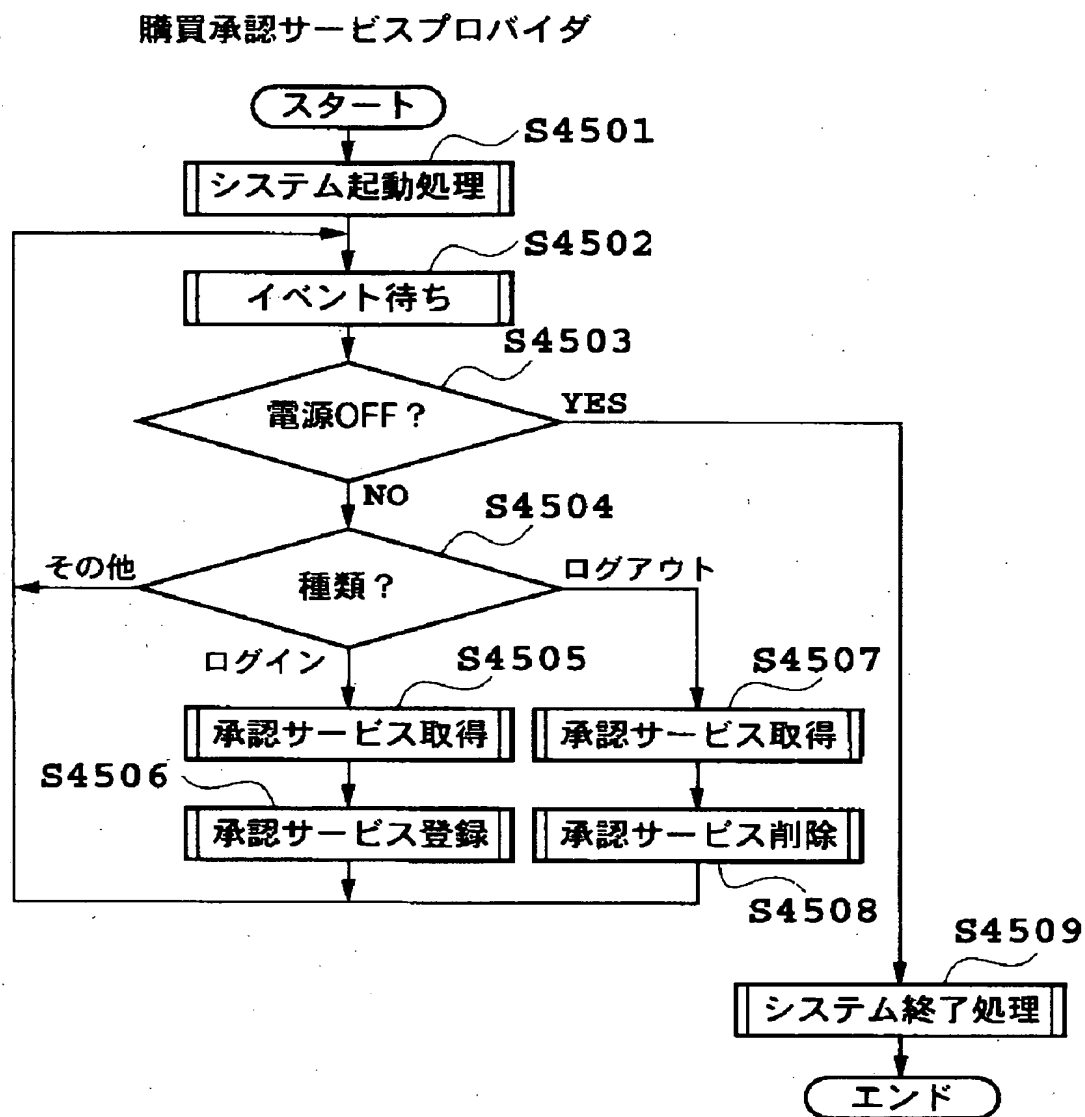 購買承認サービスプロバイダ
スタート
S4501
システム起動処理
S4502
イベント待ち
S4503
電源OFF？
YES
NO
S4504
その他
種類？
ログアウト
ログイン
S4505
S4507
承認サービス取得
承認サービス取得
S4506
承認サービス登録
承認サービス削除
S4508
S4509
システム終了処理
エンド